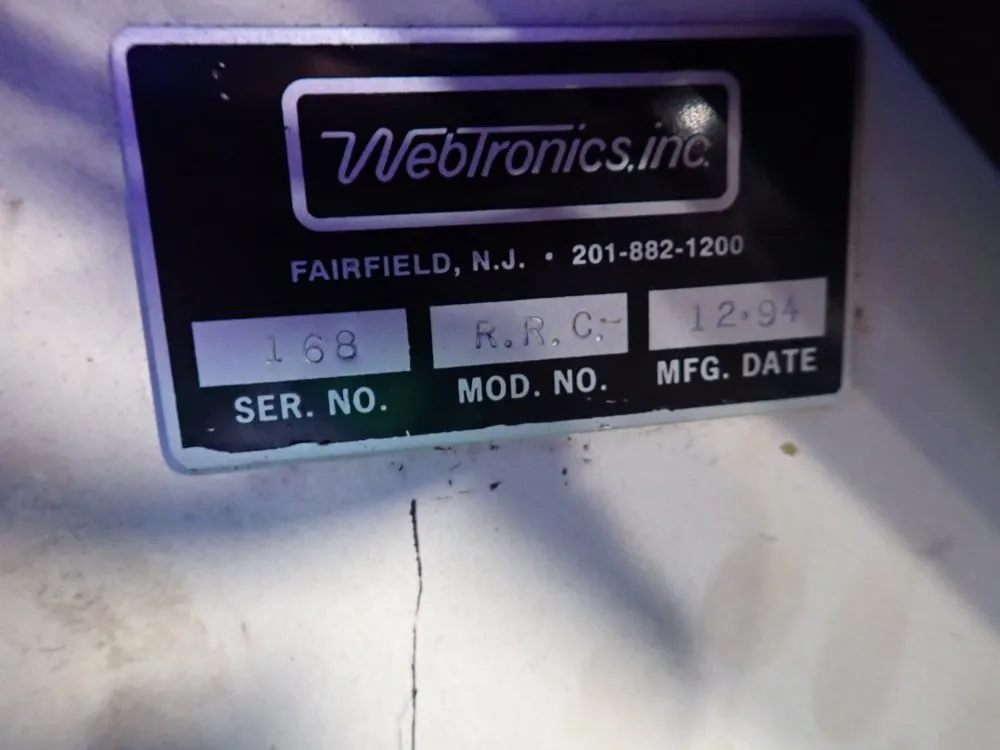 WebTronics, inc.
FAIRFIELD, N.J. • 201-882-1200
168 R.R.C.- 12·94
SER. NO. MOD. NO. MFG. DATE